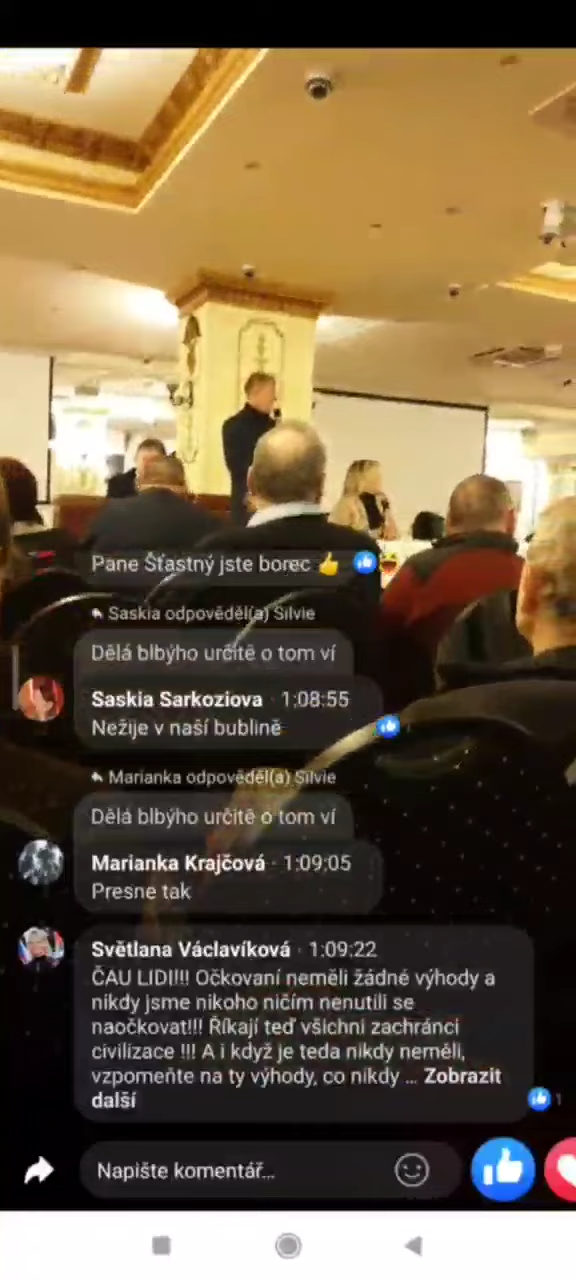 Pane Šťastný jste borec 👍
Saskia odpověděl(a) Silvie
Dělá blbýho určitě o tom ví
Saskia Sarkoziova · 1:08:55
Nežije v naší bublině
Marianka odpověděl(a) Silvie
Dělá blbýho určitě o tom ví
Marianka Krajčová · 1:09:05
Presne tak
Světlana Václavíková · 1:09:22
ČAU LIDI!!! Očkovaní neměli žádné výhody a
nikdy jsme nikoho ničím nenutili se
naočkovat!!! Říkají teď všichni zachránci
civilizace !!! A i když je teda nikdy neměli,
vzpomeňte na ty výhody, co nikdy ... Zobrazit
další
1
Napište komentář...